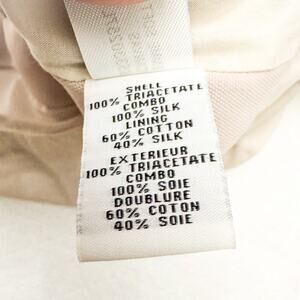 SHELL
100% TRIACETATE
COMBO
100% SILK
LINING
60% COTTON
40% SILK
EXTERIEUR
100% TRIACETATE
COMBO
100% SOIE
DOUBLURE
60% COTON
40% SOIE